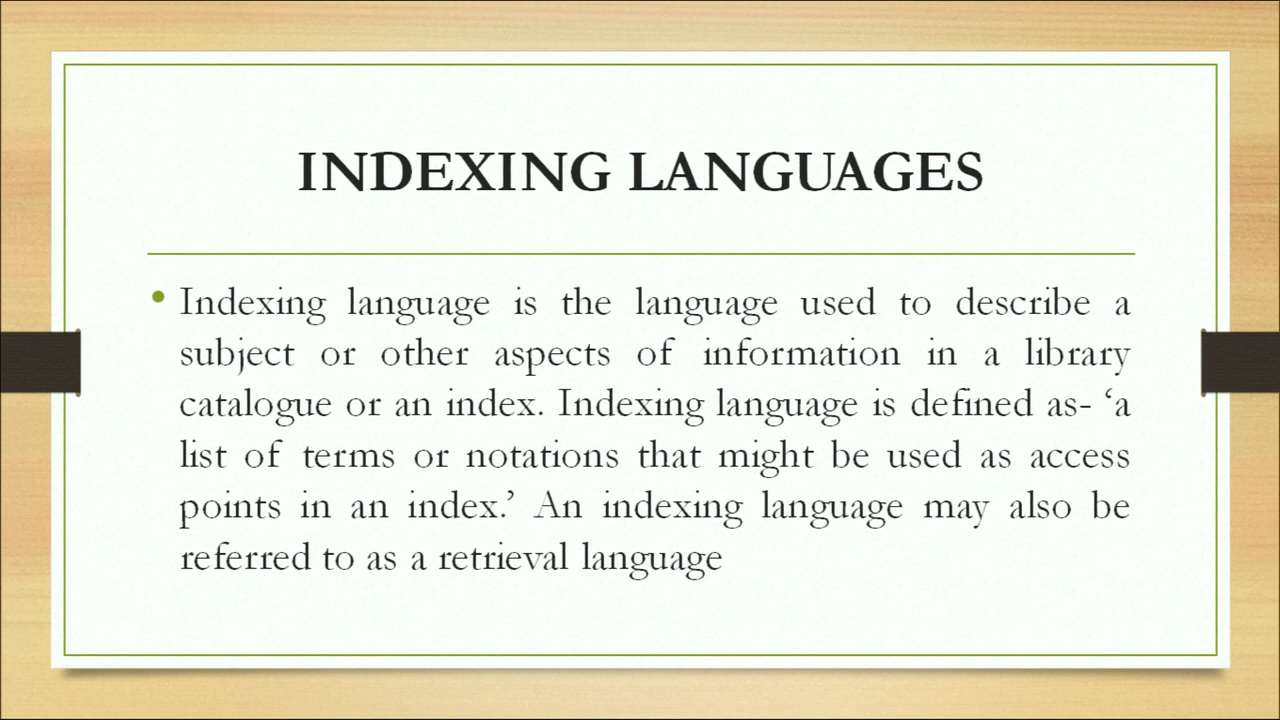 INDEXING LANGUAGES
• Indexing language is the language used to describe a
subject or other aspects of information in a library
catalogue or an index. Indexing language is defined as- ‘a
list of terms or notations that might be used as access
points in an index.’ An indexing language may also be
referred to as a retrieval language